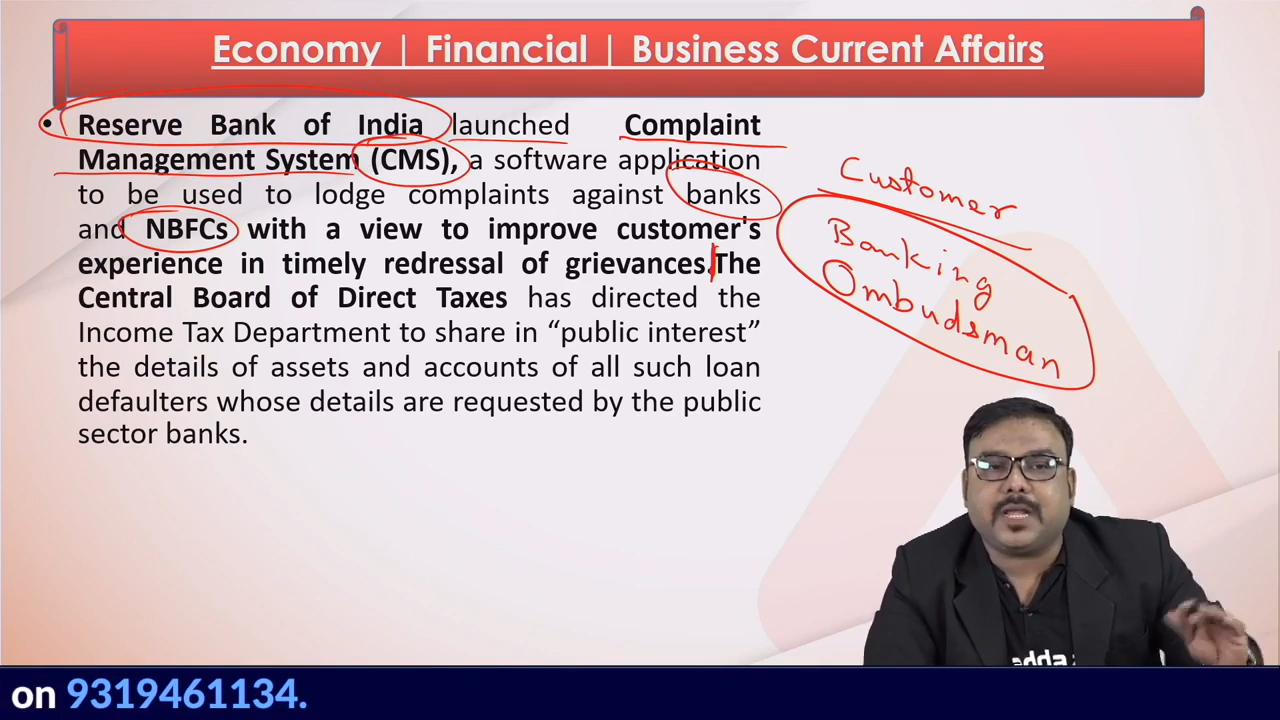 Economy | Financial | Business Current Affairs
• Reserve Bank of India launched Complaint
Management System (CMS), a software application
to be used to lodge complaints against banks
and NBFCs with a view to improve customer's
experience in timely redressal of grievances.The
Central Board of Direct Taxes has directed the
Income Tax Department to share in “public interest”
the details of assets and accounts of all such loan
defaulters whose details are requested by the public
sector banks.
Customer
Banking
Ombudsman
adda
on 9319461134.